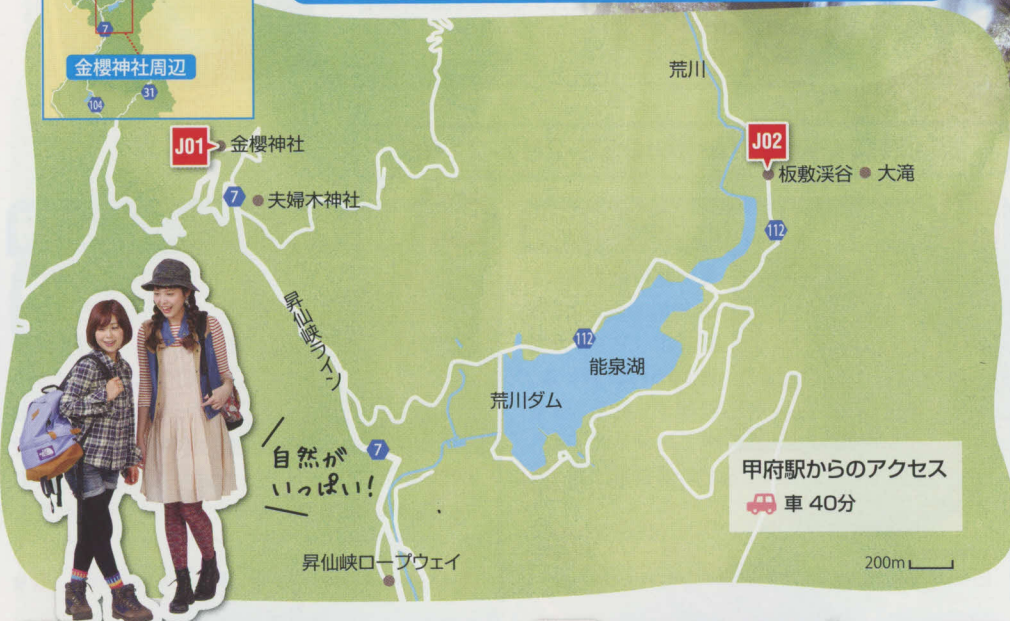 7
金櫻神社周辺
31
104
荒川
J01
金櫻神社
J02
板敷渓谷
大滝
7
夫婦木神社
112
昇仙峡ライン
112
能泉湖
荒川ダム
7
自然が
いっぱい!
甲府駅からのアクセス
車 40分
昇仙峡ロープウェイ
200m